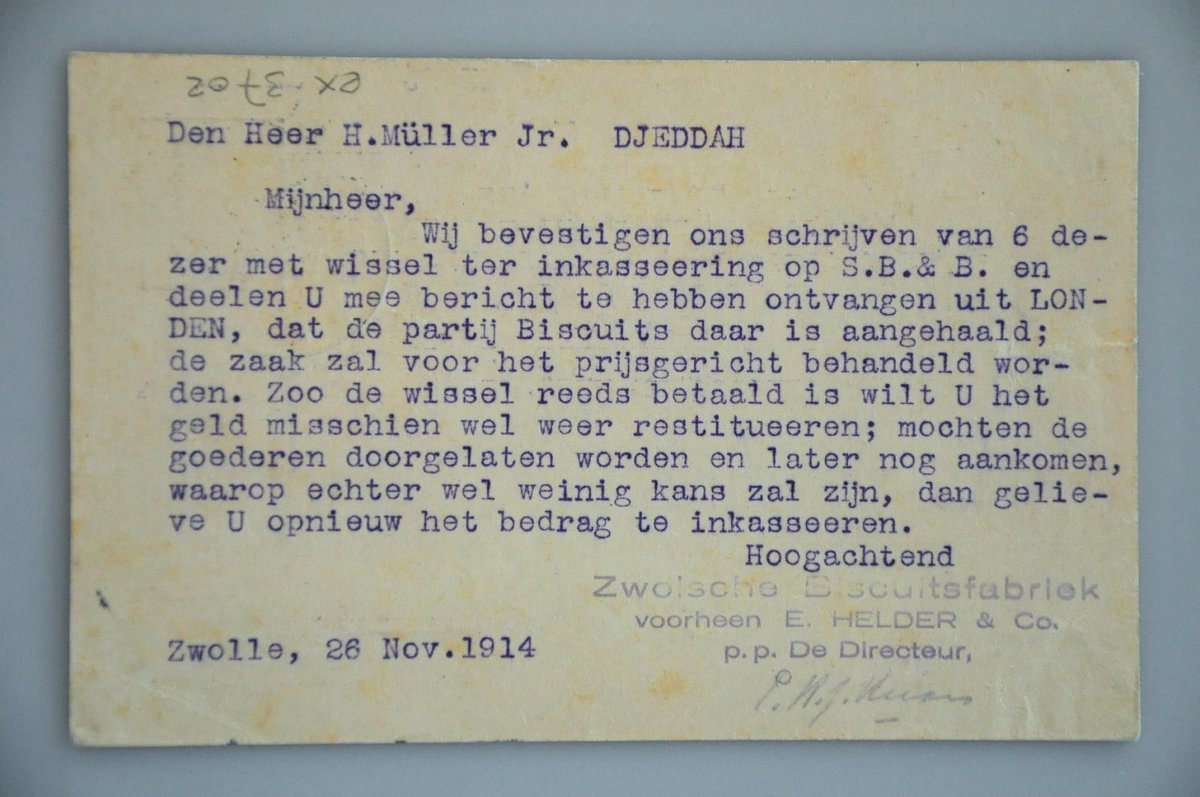 ex 3702
Den Heer H.Müller Jr. DJEDDAH
Mijnheer,
Wij bevestigen ons schrijven van 6 de-
zer met wissel ter inkasseering op S.B.& B. en
deelen U mee bericht te hebben ontvangen uit LON-
DEN, dat de partij Biscuits daar is aangehaald;
de zaak zal voor het prijsgericht behandeld wor-
den. Zoo de wissel reeds betaald is wilt U het
geld misschien wel weer restitueeren; mochten de
goederen doorgelaten worden en later nog aankomen,
waarop echter wel weinig kans zal zijn, dan gelie-
ve U opnieuw het bedrag te inkasseeren.
Hoogachtend
Zwolsche Biscuitsfabriek
voorheen E. HELDER & Co.
p.p. De Directeur,
Zwolle, 26 Nov.1914